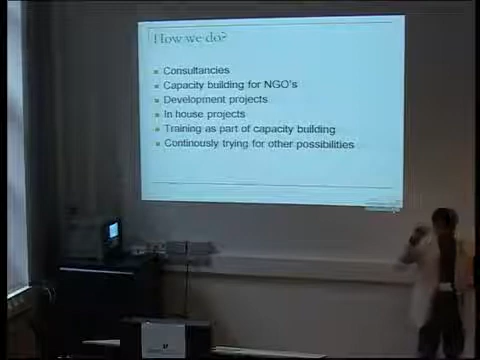 How we do?
Consultancies
Capacity building for NGO's
Development projects
In house projects
Training as part of capacity building
Continously trying for other possibilities